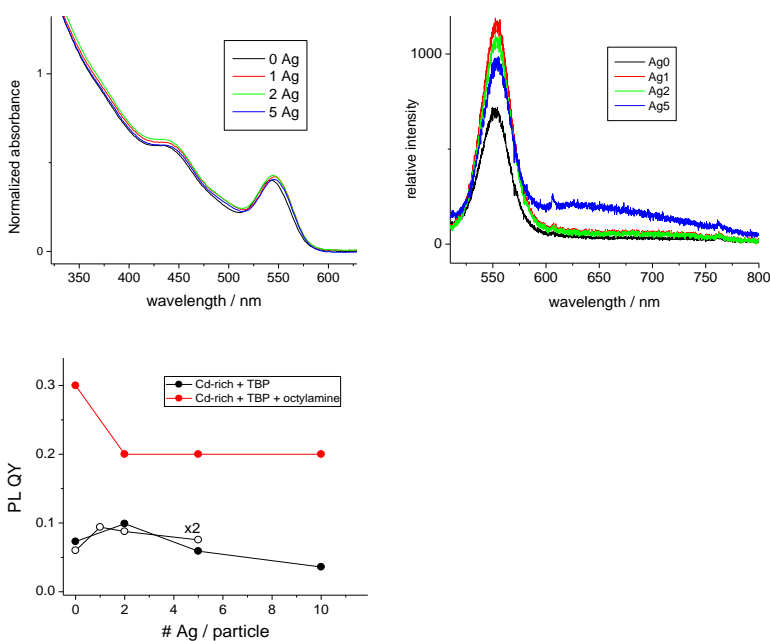 Normalized absorbance
1
0
0 Ag
1 Ag
2 Ag
5 Ag
350 400 450 500 550 600
wavelength / nm
relative intensity
1000
500
0
Ag0
Ag1
Ag2
Ag5
550 600 650 700 750 800
wavelength / nm
PL QY
0.3
0.2
0.1
0.0
Cd-rich + TBP
Cd-rich + TBP + octylamine
x2
0 2 4 6 8 10
# Ag / particle